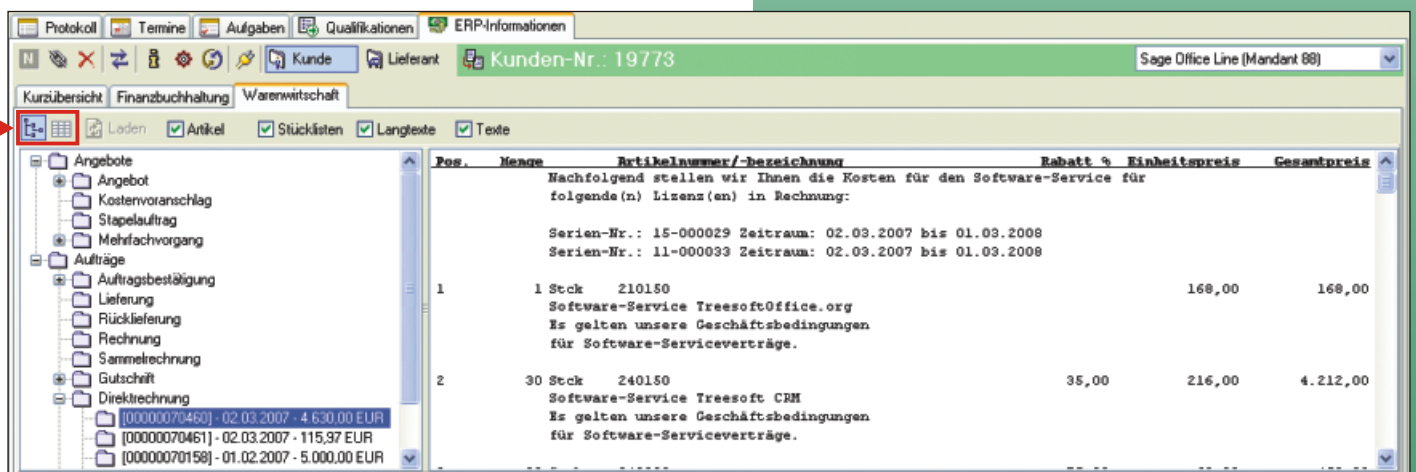 Protokoll Termine Aufgaben Qualifikationen ERP-Informationen
N Kunde Lieferant Kunden-Nr.: 19773 Sage Office Line (Mandant 88)
Kurzübersicht Finanzbuchhaltung Warenwirtschaft
Laden Artikel Stücklisten Langtexte Texte
Angebote
Angebot
Kostenvoranschlag
Stapelauftrag
Mehrfachvorgang
Aufträge
Auftragsbestätigung
Lieferung
Rücklieferung
Rechnung
Sammelrechnung
Gutschrift
Direktrechnung
[00000070460] - 02.03.2007 - 4.630,00 EUR
[00000070461] - 02.03.2007 - 115,97 EUR
[00000070158] - 01.02.2007 - 5.000,00 EUR
Pos. Menge Artikelnummer/-bezeichnung Rabatt % Einheitspreis Gesamtpreis
Nachfolgend stellen wir Ihnen die Kosten für den Software-Service für
folgende(n) Lizenz(en) in Rechnung:
Serien-Nr.: 15-000029 Zeitraum: 02.03.2007 bis 01.03.2008
Serien-Nr.: 11-000033 Zeitraum: 02.03.2007 bis 01.03.2008
1 1 Stck 210150 168,00 168,00
Software-Service TreesoftOffice.org
Es gelten unsere Geschäftsbedingungen
für Software-Serviceverträge.
2 30 Stck 240150 35,00 216,00 4.212,00
Software-Service Treesoft CRM
Es gelten unsere Geschäftsbedingungen
für Software-Serviceverträge.